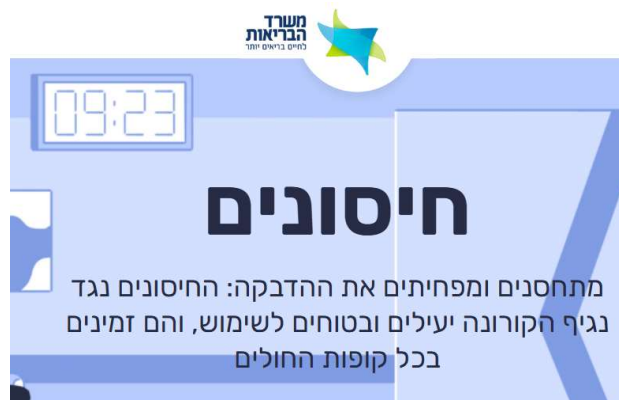 משרד
הבריאות
לחיים בריאים יותר
09:23
חיסונים
מתחסנים ומפחיתים את ההדבקה: החיסונים נגד
נגיף הקורונה יעילים ובטוחים לשימוש, והם זמינים
בכל קופות החולים